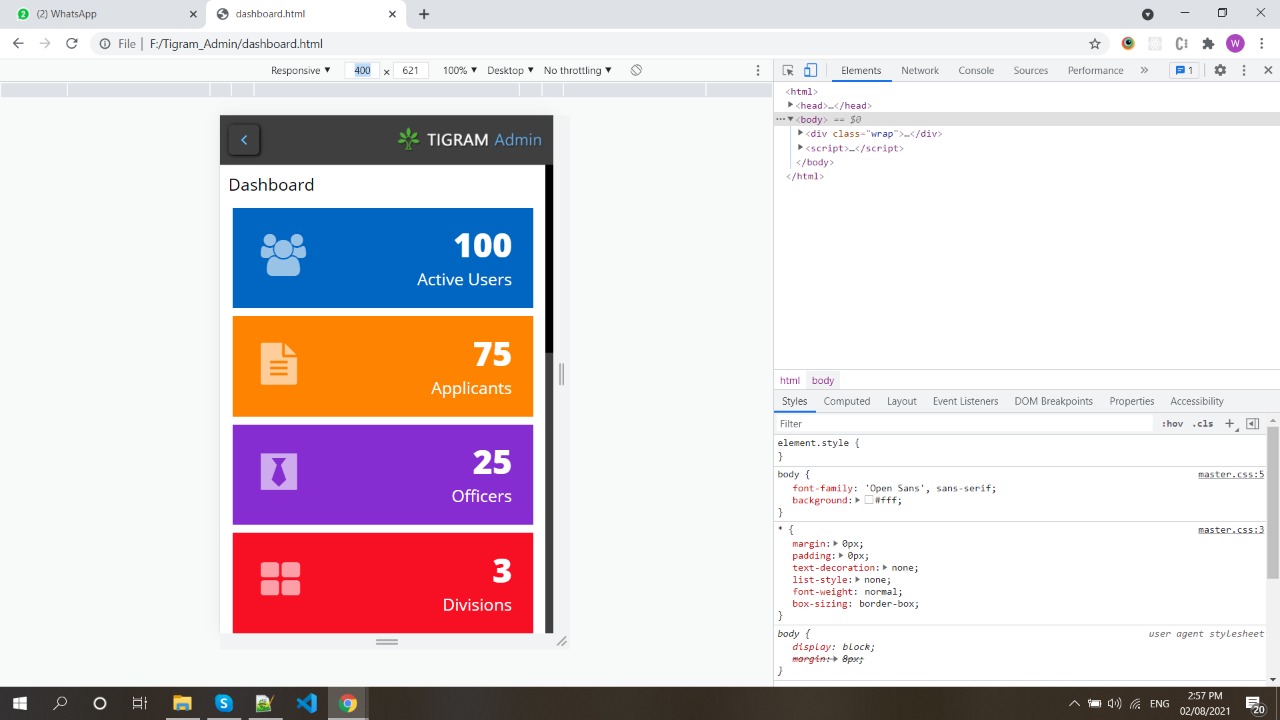 2
(2) WhatsApp
dashboard.html
File | F:/Tigram_Admin/dashboard.html
W
Responsive ▼ 400 × 621 100% ▼ Desktop ▼ No throttling ▼
Elements Network Console Sources Performance » 1
TIGRAM Admin
Dashboard
100
Active Users
75
Applicants
25
Officers
3
Divisions
<html>
<head>…</head>
<body> == $0
<div class="wrap">…</div>
<script>…</script>
</body>
</html>
html body
Styles Computed Layout Event Listeners DOM Breakpoints Properties Accessibility
Filter :hov .cls +
element.style {
}
body { master.css:5
font-family: 'Open Sans', sans-serif;
background: #fff;
}
* { master.css:3
margin: 0px;
padding: 0px;
text-decoration: none;
list-style: none;
font-weight: normal;
box-sizing: border-box;
}
body { user agent stylesheet
display: block;
margin: 8px;
}
ENG
2:57 PM
02/08/2021
20